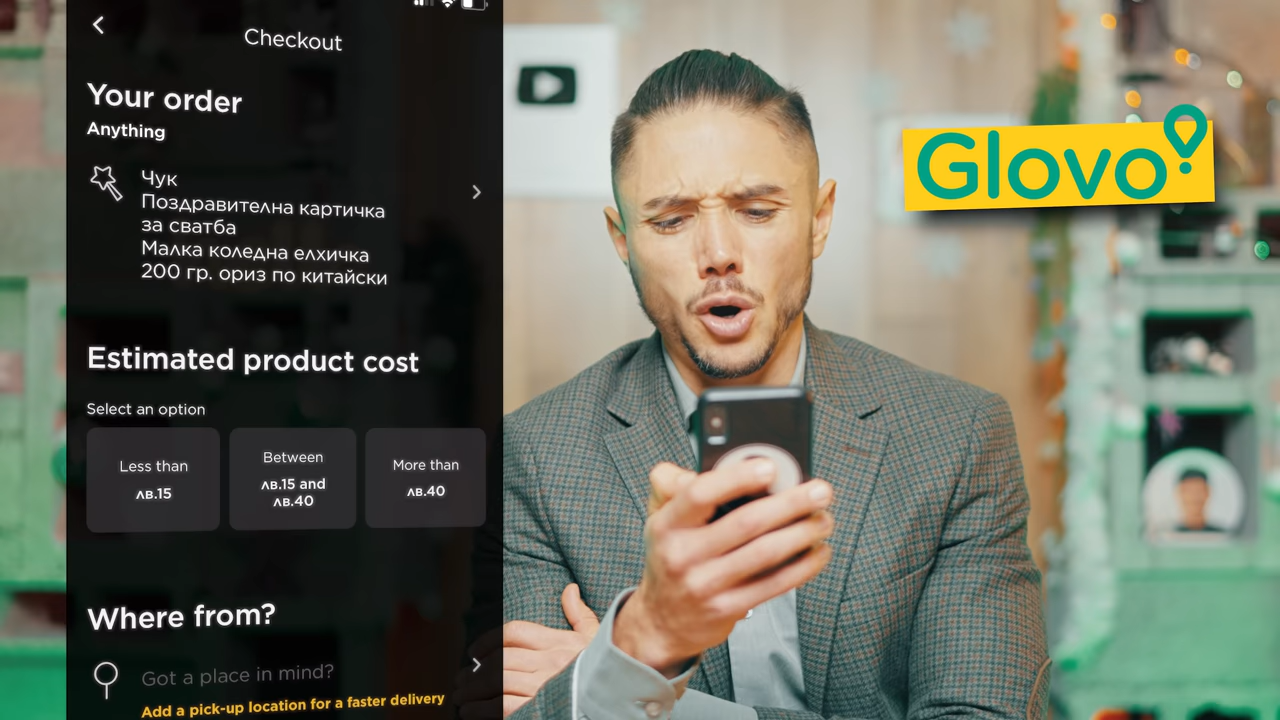 Checkout
Your order
Anything
Чук
Поздравителна картичка
за сватба
Малка коледна елхичка
200 гр. ориз по китайски
Estimated product cost
Select an option
Less than
лв.15
Between
лв.15 and
лв.40
More than
лв.40
Where from?
Got a place in mind?
Add a pick-up location for a faster delivery
Glovo